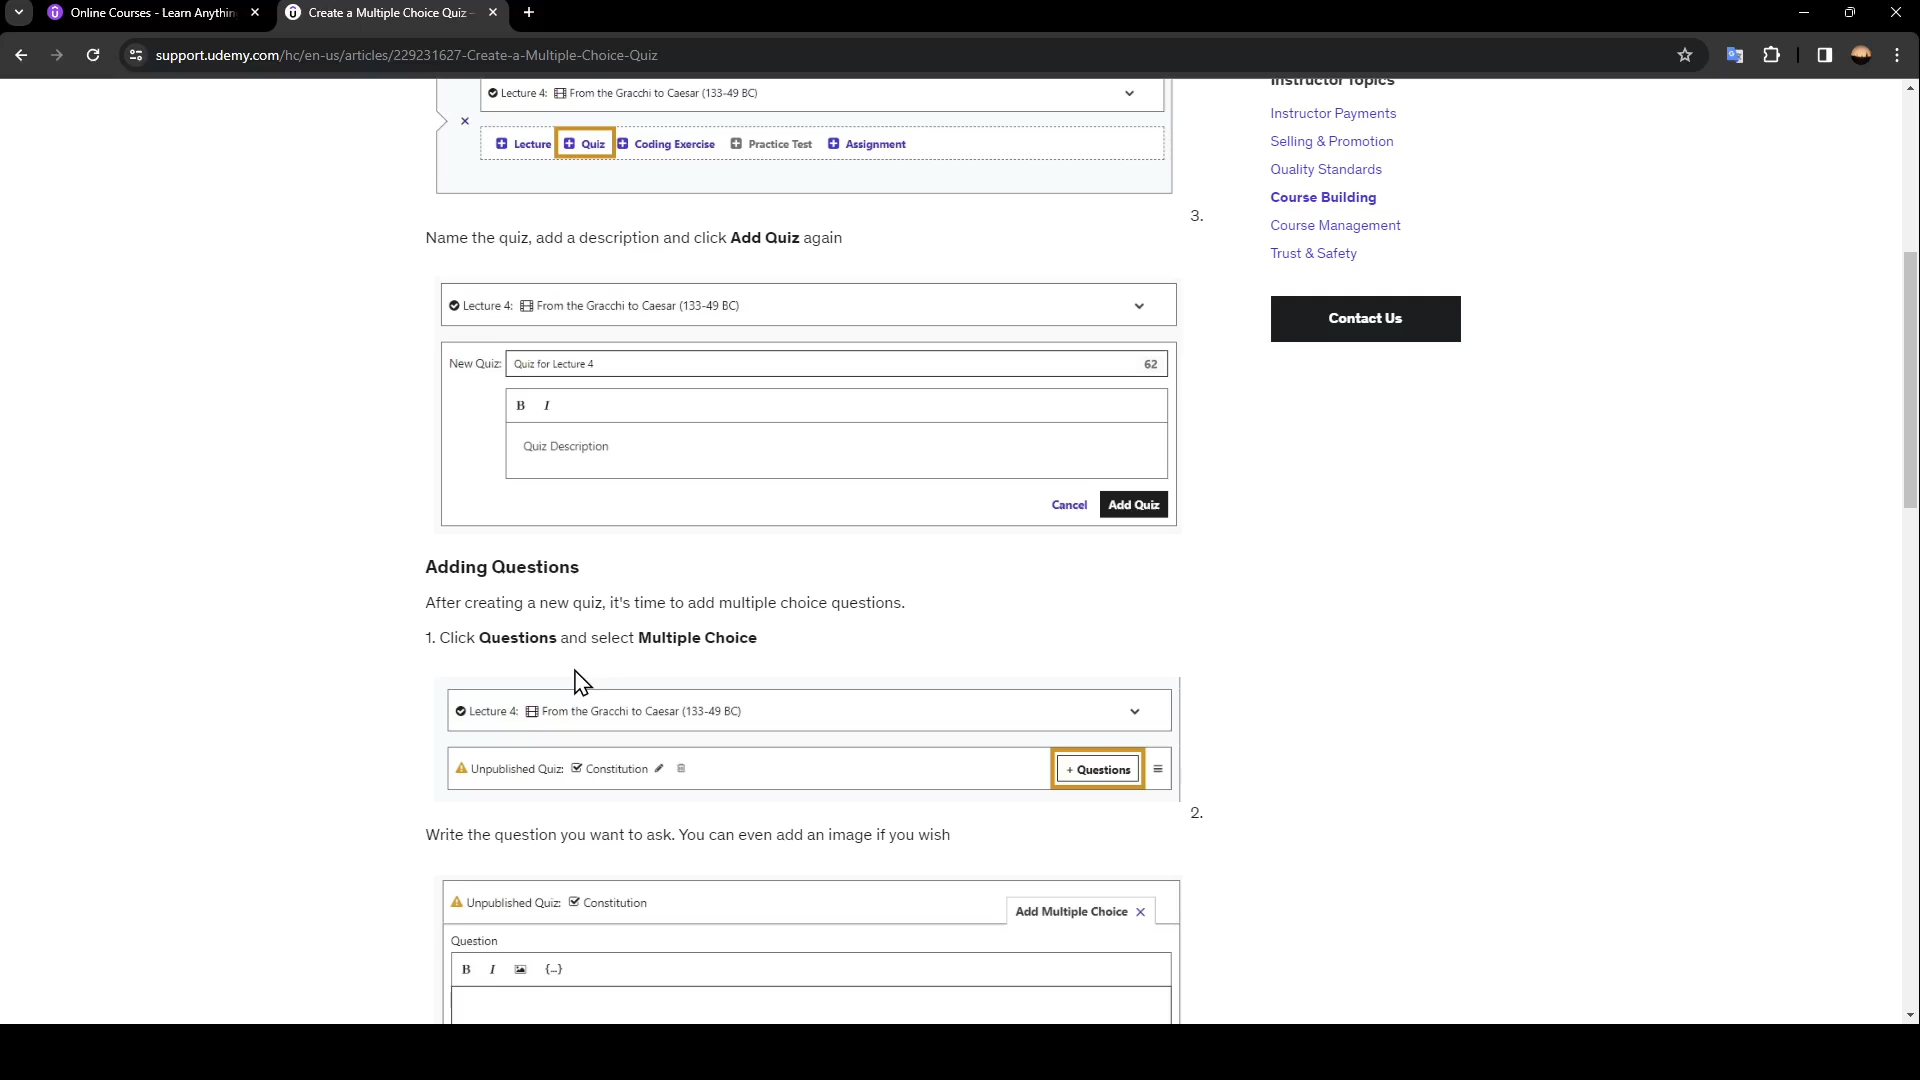 Online Courses - Learn Anythin
Create a Multiple Choice Quiz -
support.udemy.com/hc/en-us/articles/229231627-Create-a-Multiple-Choice-Quiz
Lecture 4: From the Gracchi to Caesar (133-49 BC)
Lecture Quiz Coding Exercise Practice Test Assignment
3.
Name the quiz, add a description and click Add Quiz again
Lecture 4: From the Gracchi to Caesar (133-49 BC)
New Quiz: Quiz for Lecture 4 62
B I
Quiz Description
Cancel Add Quiz
Adding Questions
After creating a new quiz, it's time to add multiple choice questions.
1. Click Questions and select Multiple Choice
Lecture 4: From the Gracchi to Caesar (133-49 BC)
Unpublished Quiz: Constitution + Questions
2.
Write the question you want to ask. You can even add an image if you wish
Unpublished Quiz: Constitution
Add Multiple Choice
Question
B I {...}
Instructor Topics
Instructor Payments
Selling & Promotion
Quality Standards
Course Building
Course Management
Trust & Safety
Contact Us